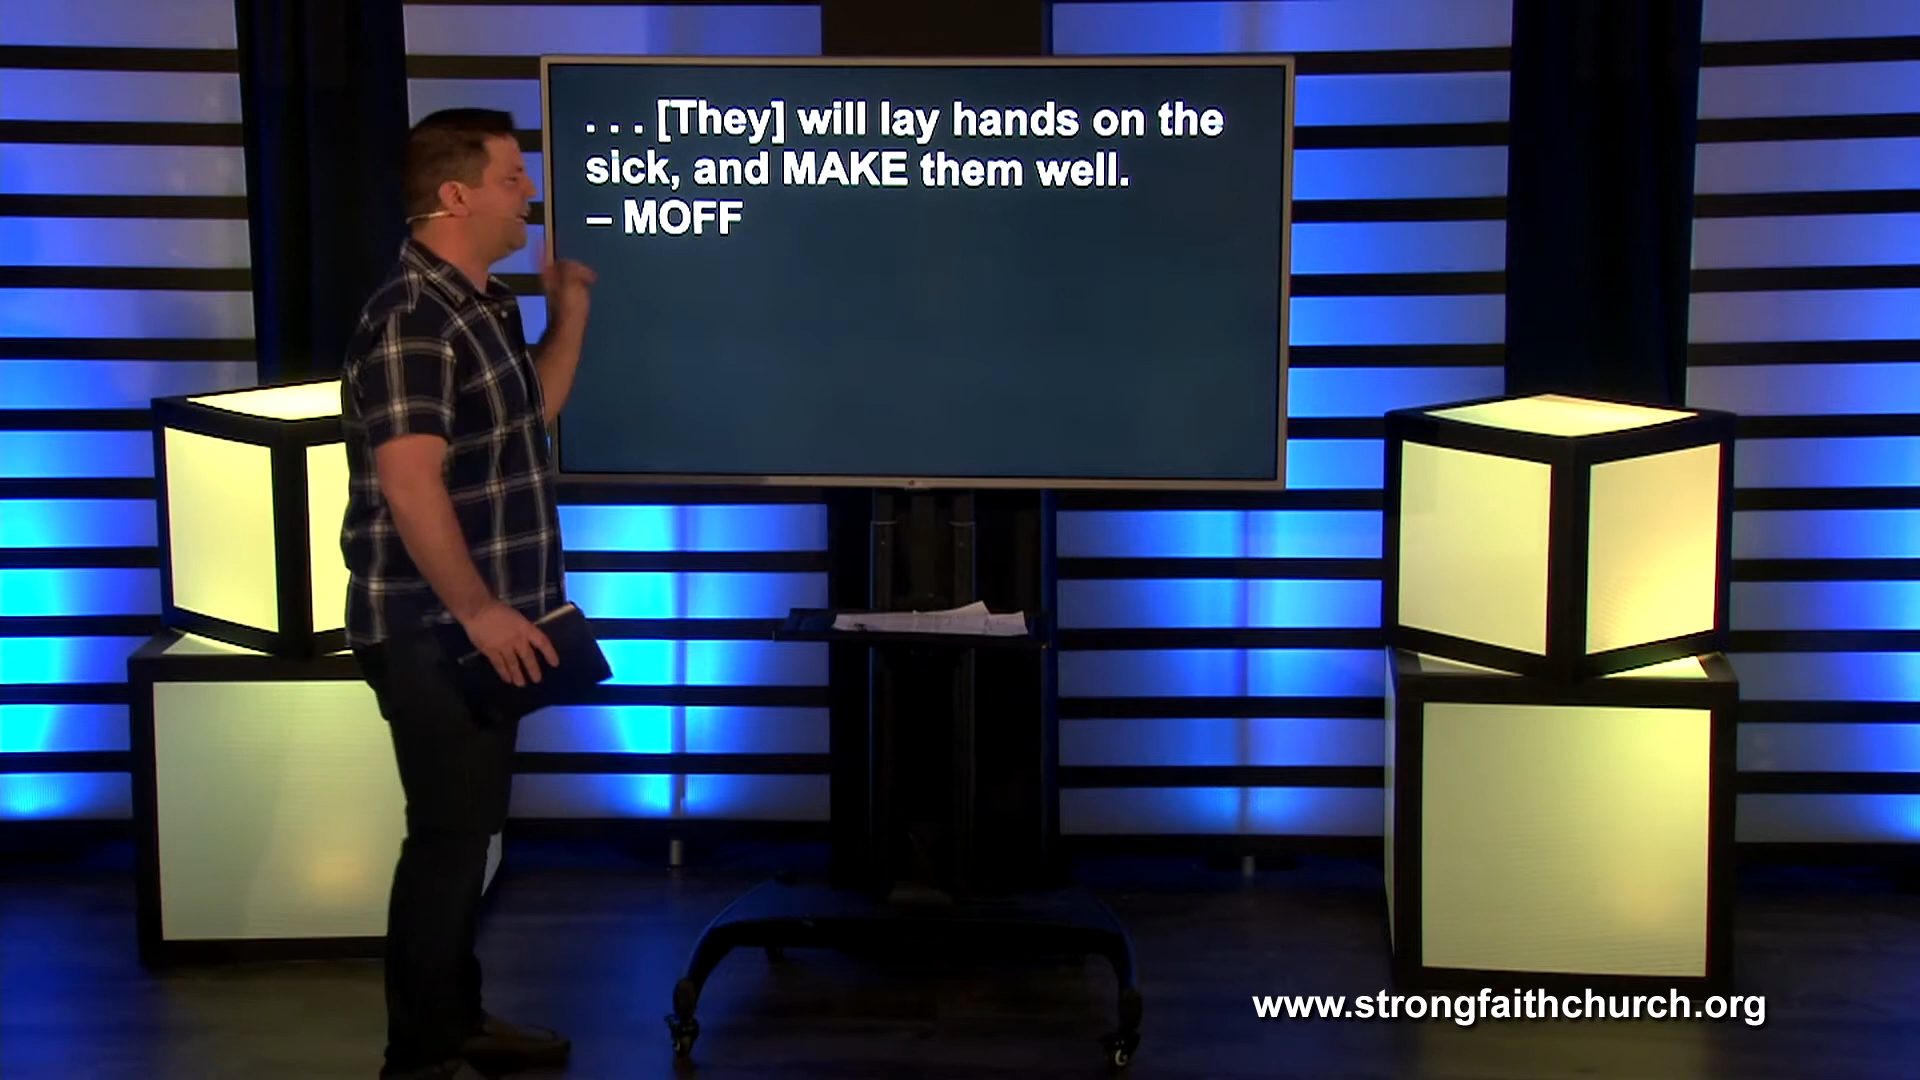 . . . [They] will lay hands on the
sick, and MAKE them well.
– MOFF
www.strongfaithchurch.org